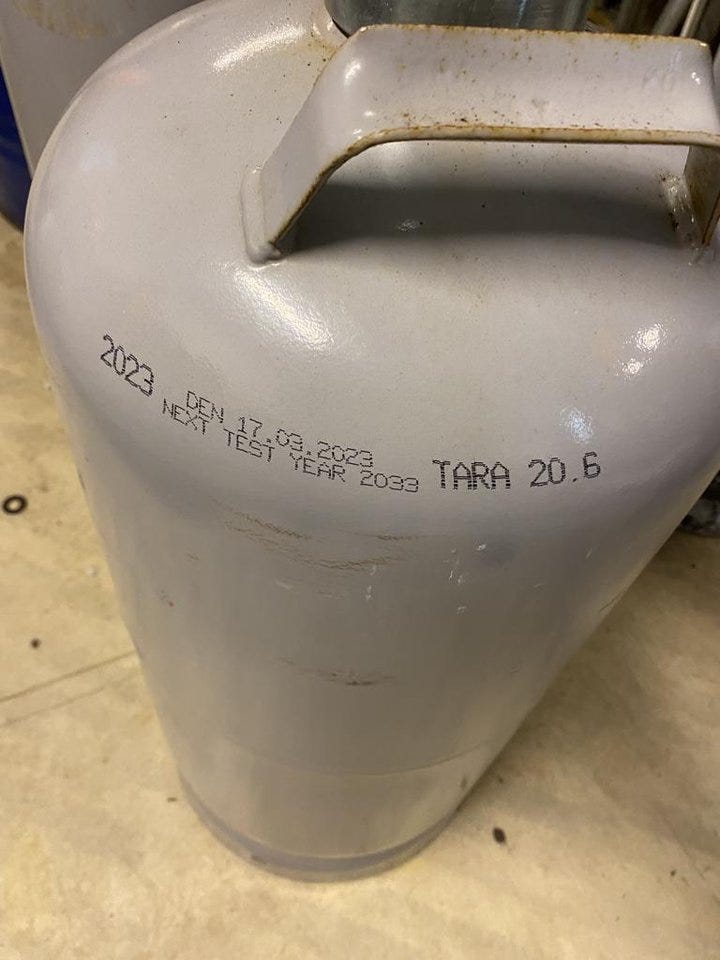 2023
DEN 17.03.2023
NEXT TEST YEAR 2033
TARA 20.6